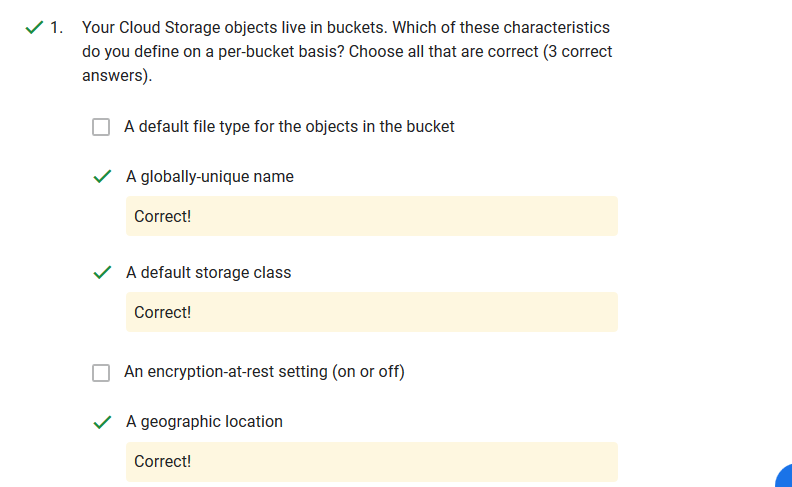 1. Your Cloud Storage objects live in buckets. Which of these characteristics
do you define on a per-bucket basis? Choose all that are correct (3 correct
answers).
A default file type for the objects in the bucket
A globally-unique name
Correct!
A default storage class
Correct!
An encryption-at-rest setting (on or off)
A geographic location
Correct!